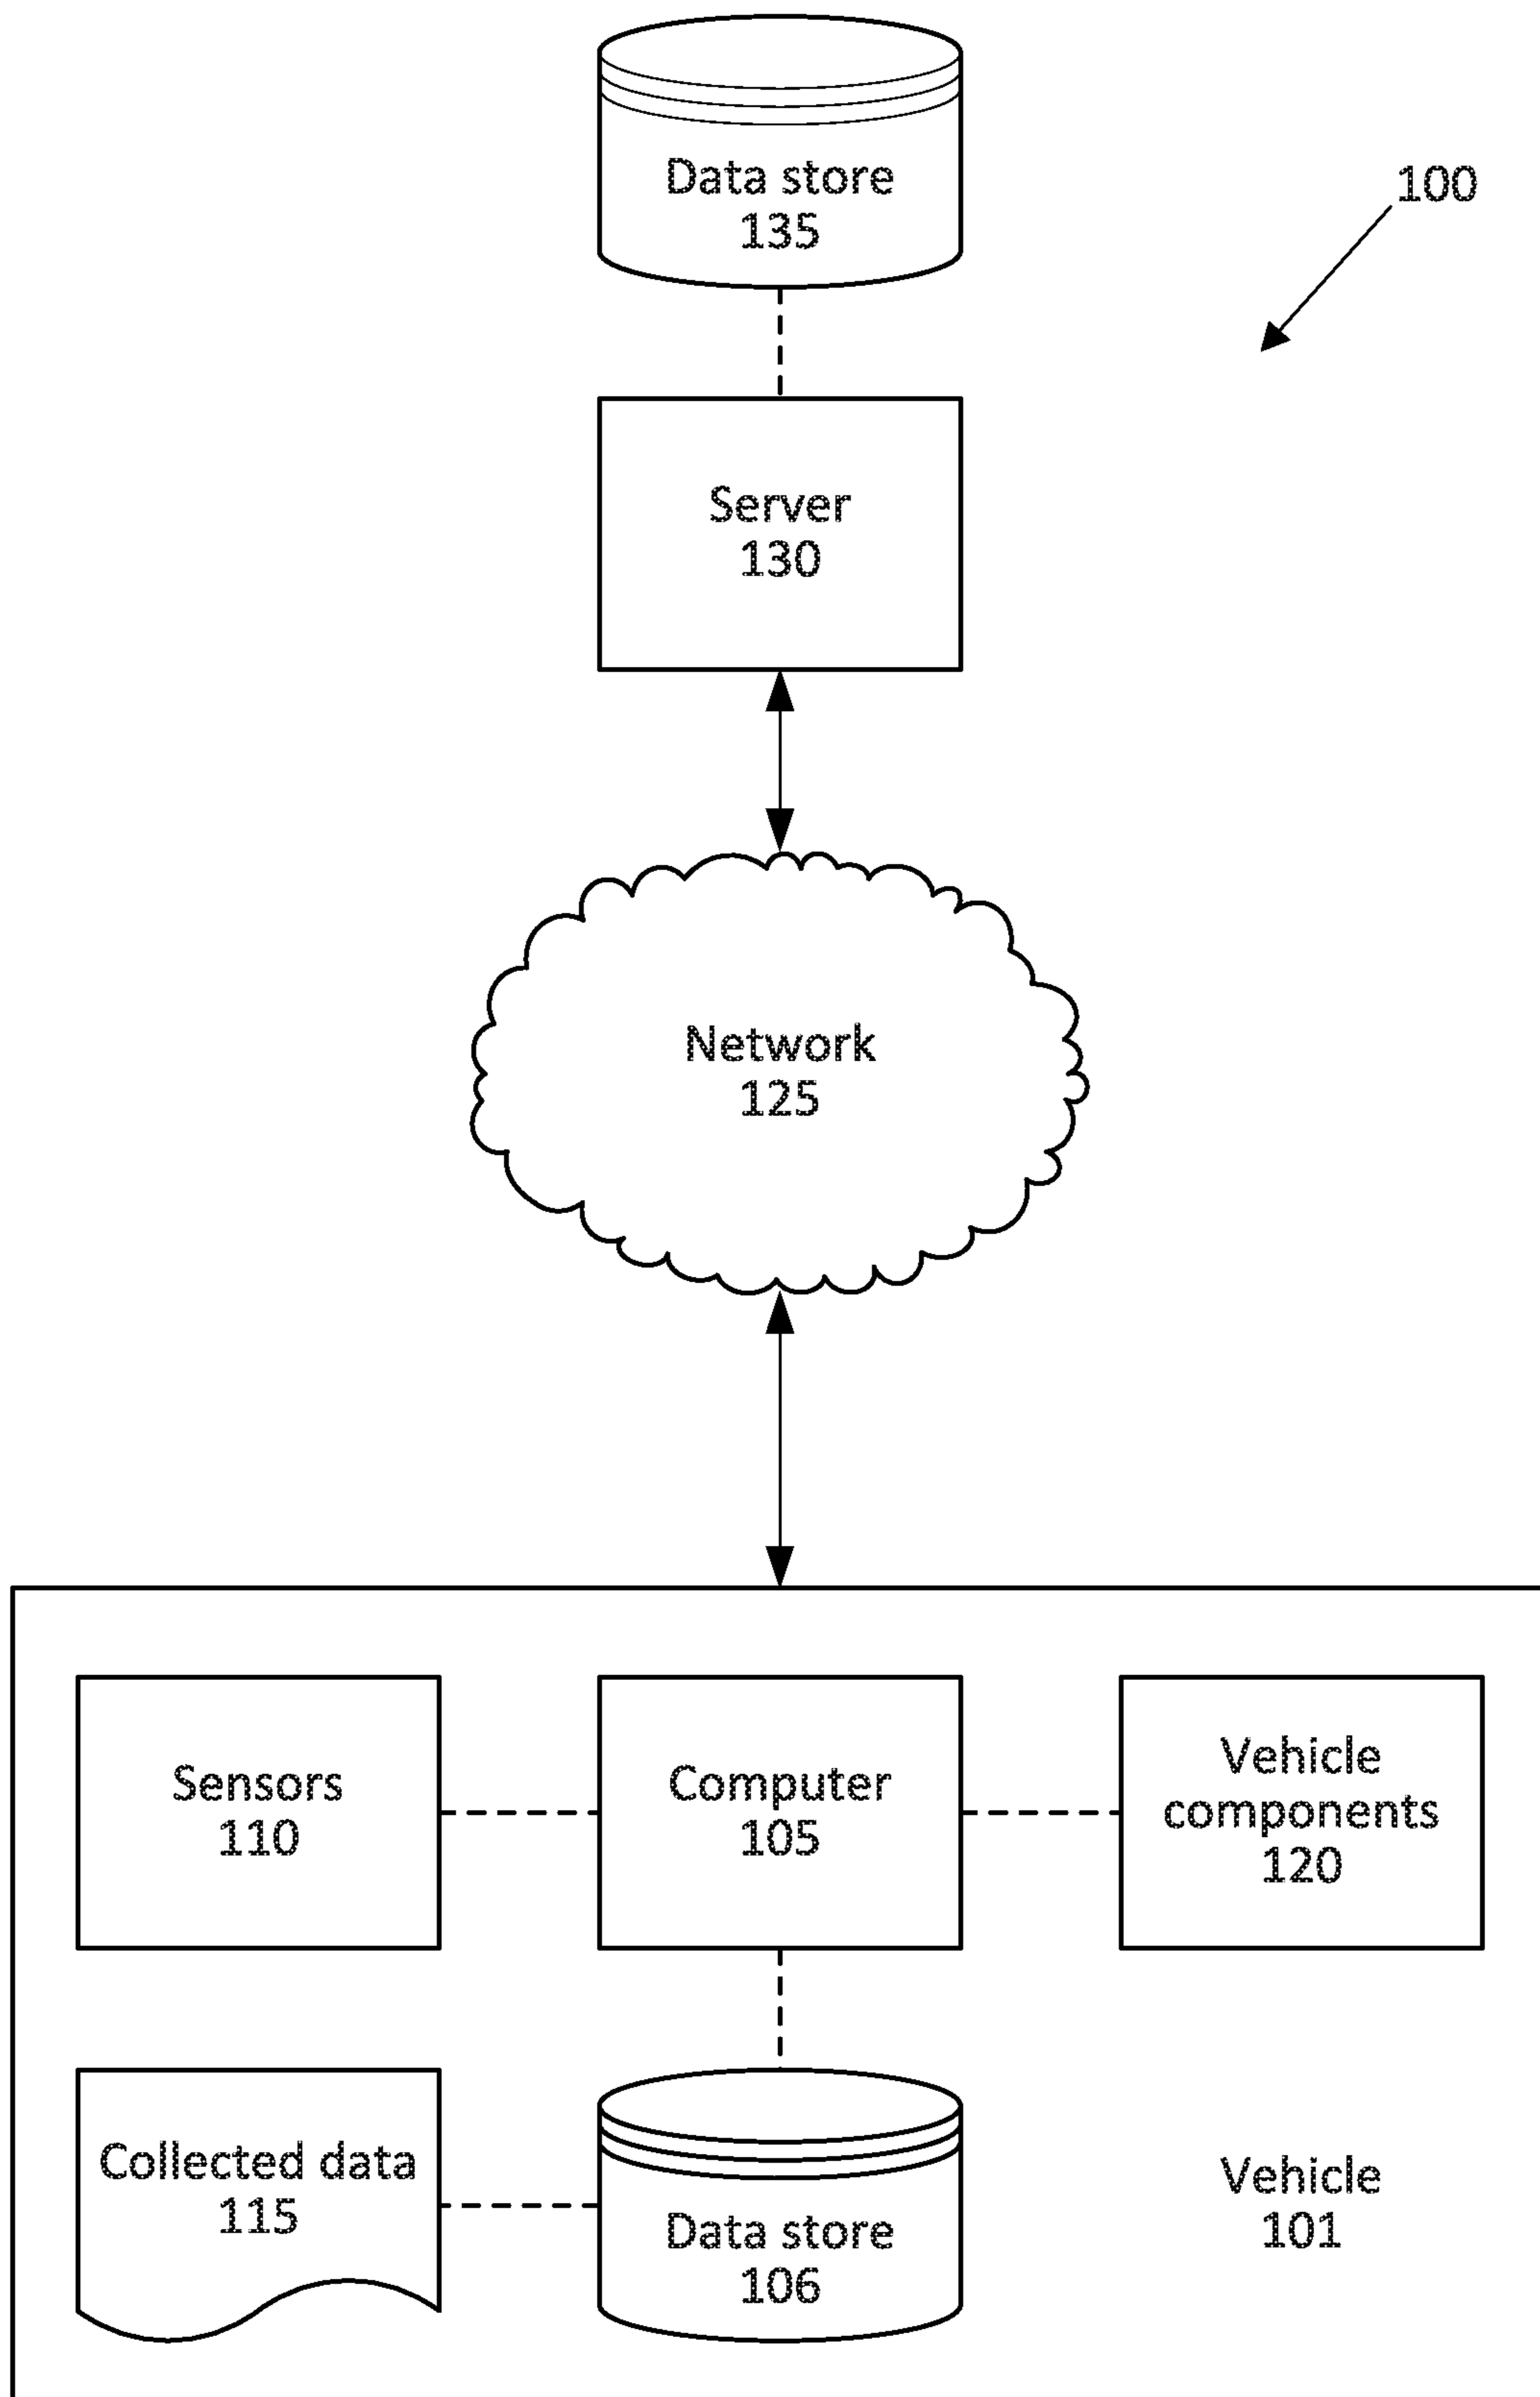 Data store
135
100
Server
130
Network
125
Sensors
110
Computer
105
Vehicle
components
120
Collected data
115
Data store
106
Vehicle
101